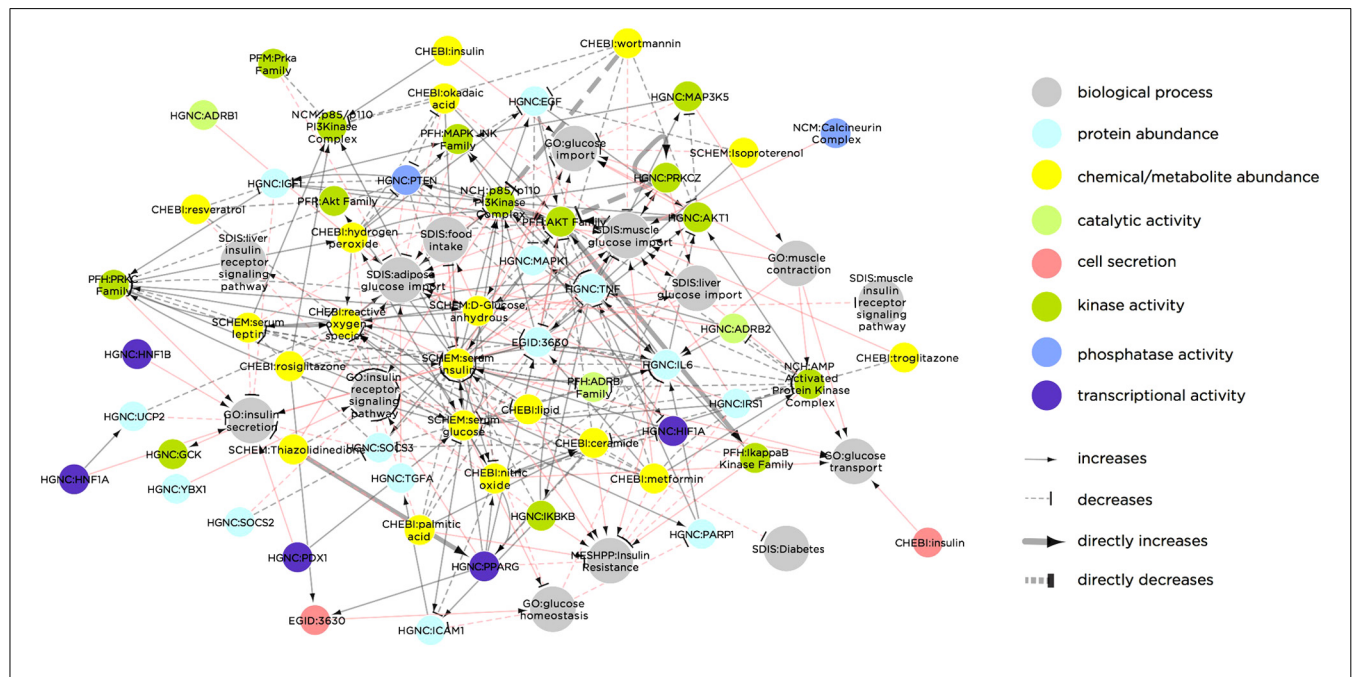 CHEBI:insulin
CHEBI:wortmannin
PFM:Prka
Family
CHEBI:okadaic
acid
HGNC:EGF
HGNC:MAP3K5
HGNC:ADRB1
NCM:p85/p110
PI3Kinase
Complex
PFH:MAPK JNK
Family
GO:glucose
import
NCM:Calcineurin
Complex
SCHEM:Isoproterenol
HGNC:IGF1
HGNC:PTEN
HGNC:PRKCZ
NCH:p85/p110
PI3Kinase
Complex
CHEBI:resveratrol
PFR:Akt Family
PFH:AKT Family
HGNC:AKT1
CHEBI:hydrogen
peroxide
SDIS:food
intake
SDIS:muscle
glucose import
SDIS:liver
insulin
receptor
signaling
pathway
HGNC:MAPK1
GO:muscle
contraction
PFH:PRKC
Family
SDIS:adipose
glucose import
HGNC:TNF
SDIS:liver
glucose import
SDIS:muscle
insulin
receptor
signaling
pathway
SCHEM:serum
leptin
CHEBI:reactive
oxygen
species
SCHEM:D-Glucose,
anhydrous
HGNC:ADRB2
HGNC:HNF1B
EGID:3630
CHEBI:rosiglitazone
SCHEM:serum
insulin
HGNC:IL6
CHEBI:troglitazone
NCH:AMP
Activated
Protein Kinase
Complex
GO:insulin
receptor
signaling
pathway
PFH:ADRB
Family
HGNC:IRS1
HGNC:UCP2
GO:insulin
secretion
SCHEM:serum
glucose
CHEBI:lipid
HGNC:HIF1A
SCHEM:Thiazolidinedione
HGNC:SOCS3
CHEBI:ceramide
HGNC:GCK
PFH:IkappaB
Kinase Family
GO:glucose
transport
HGNC:HNF1A
HGNC:YBX1
HGNC:TGFA
CHEBI:nitric
oxide
CHEBI:metformin
HGNC:SOCS2
CHEBI:palmitic
acid
HGNC:IKBKB
HGNC:PARP1
CHEBI:insulin
HGNC:PDX1
HGNC:PPARG
MESHPP:Insulin
Resistance
SDIS:Diabetes
EGID:3630
HGNC:ICAM1
GO:glucose
homeostasis
biological process
protein abundance
chemical/metabolite abundance
catalytic activity
cell secretion
kinase activity
phosphatase activity
transcriptional activity
increases
decreases
directly increases
directly decreases